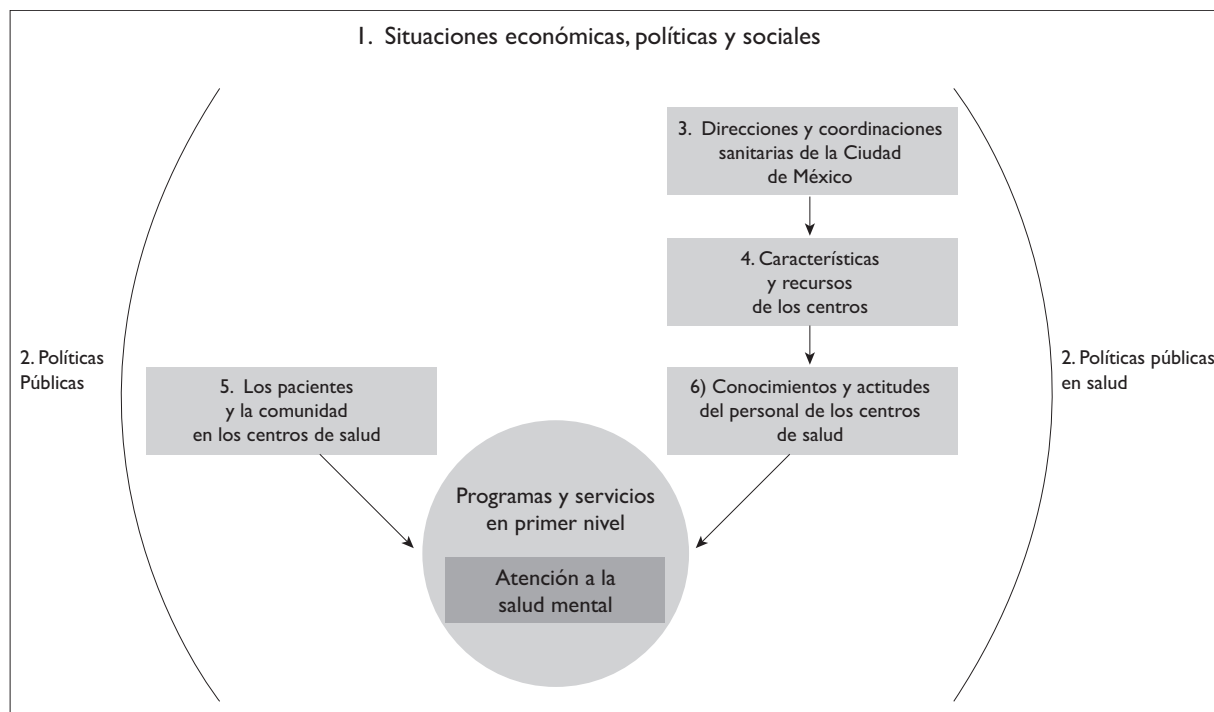 1. Situaciones económicas, políticas y sociales
3. Direcciones y coordinaciones
sanitarias de la Ciudad
de México
4. Características
y recursos
de los centros
2. Políticas
Públicas
5. Los pacientes
y la comunidad
en los centros de salud
6) Conocimientos y actitudes
del personal de los centros
de salud
2. Políticas públicas
en salud
Programas y servicios
en primer nivel
Atención a la
salud mental